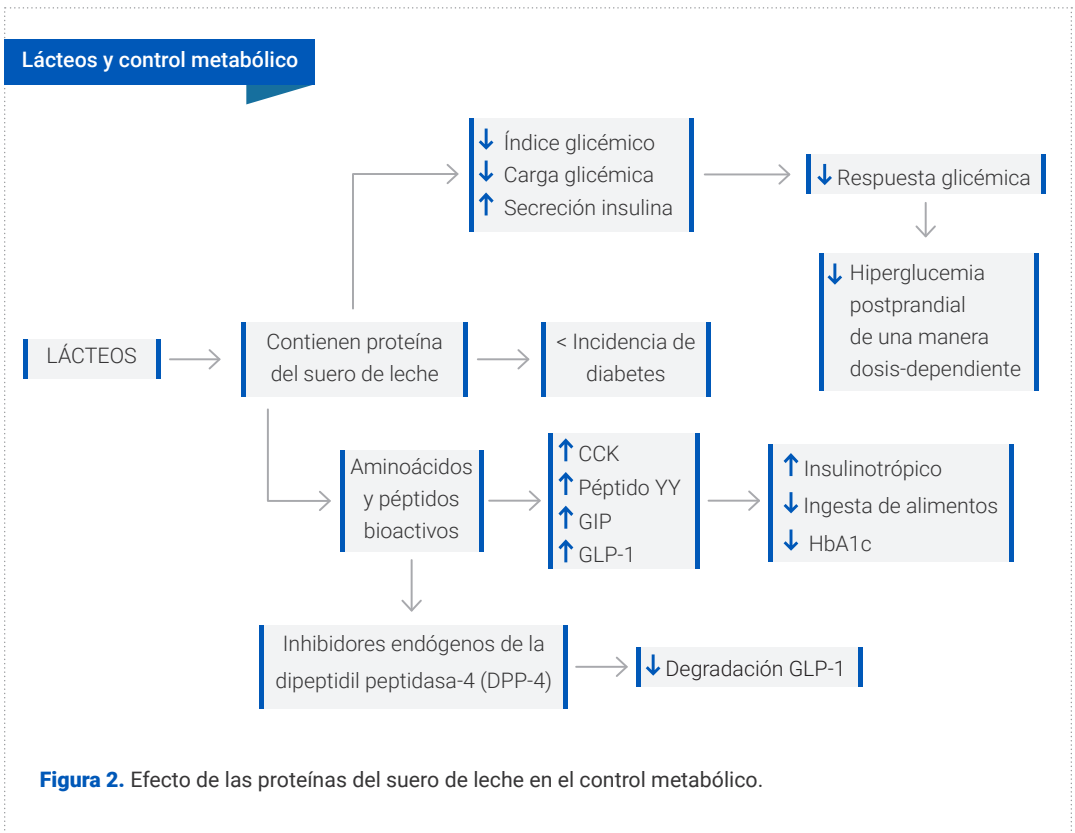 Lácteos y control metabólico
↓ Índice glicémico
↓ Carga glicémica
↑ Secreción insulina
↓ Respuesta glicémica
↓ Hiperglucemia
postprandial
de una manera
dosis-dependiente
LÁCTEOS
Contienen proteína
del suero de leche
< Incidencia de
diabetes
Aminoácidos
y péptidos
bioactivos
↑ CCK
↑ Péptido YY
↑ GIP
↑ GLP-1
↑ Insulinotrópico
↓ Ingesta de alimentos
↓ HbA1c
Inhibidores endógenos de la
dipeptidil peptidasa-4 (DPP-4)
↓ Degradación GLP-1
Figura 2. Efecto de las proteínas del suero de leche en el control metabólico.